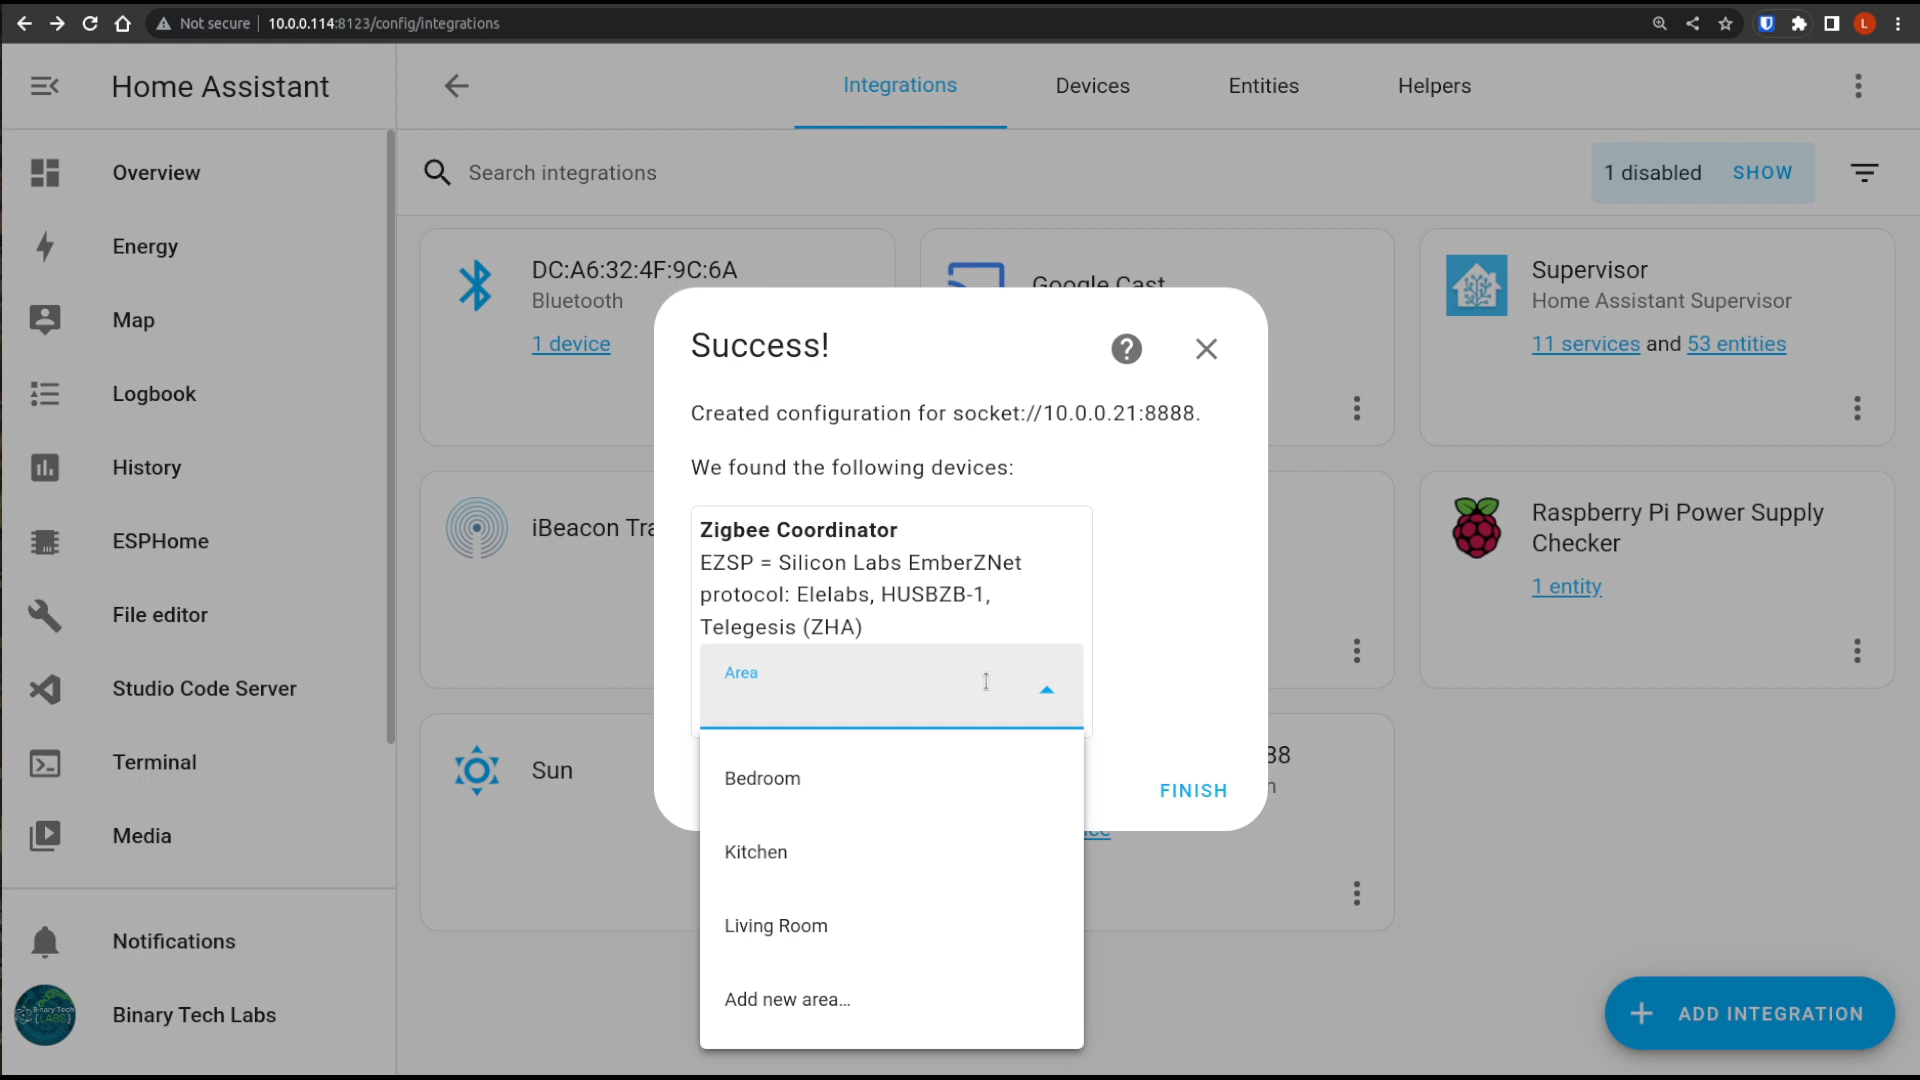 Not secure
10.0.0.114:8123/config/integrations
L
Home Assistant
Integrations
Devices
Entities
Helpers
Overview
Energy
Map
Logbook
History
ESPHome
File editor
Studio Code Server
Terminal
Media
Notifications
Binary Tech Labs
Search integrations
1 disabled
SHOW
DC:A6:32:4F:9C:6A
Bluetooth
1 device
Google Cast
Supervisor
Home Assistant Supervisor
11 services and 53 entities
iBeacon Tra
Raspberry Pi Power Supply
Checker
1 entity
Sun
Success!
Created configuration for socket://10.0.0.21:8888.
We found the following devices:
Zigbee Coordinator
EZSP = Silicon Labs EmberZNet
protocol: Elelabs, HUSBZB-1,
Telegesis (ZHA)
Area
Bedroom
Kitchen
Living Room
Add new area…
FINISH
ADD INTEGRATION